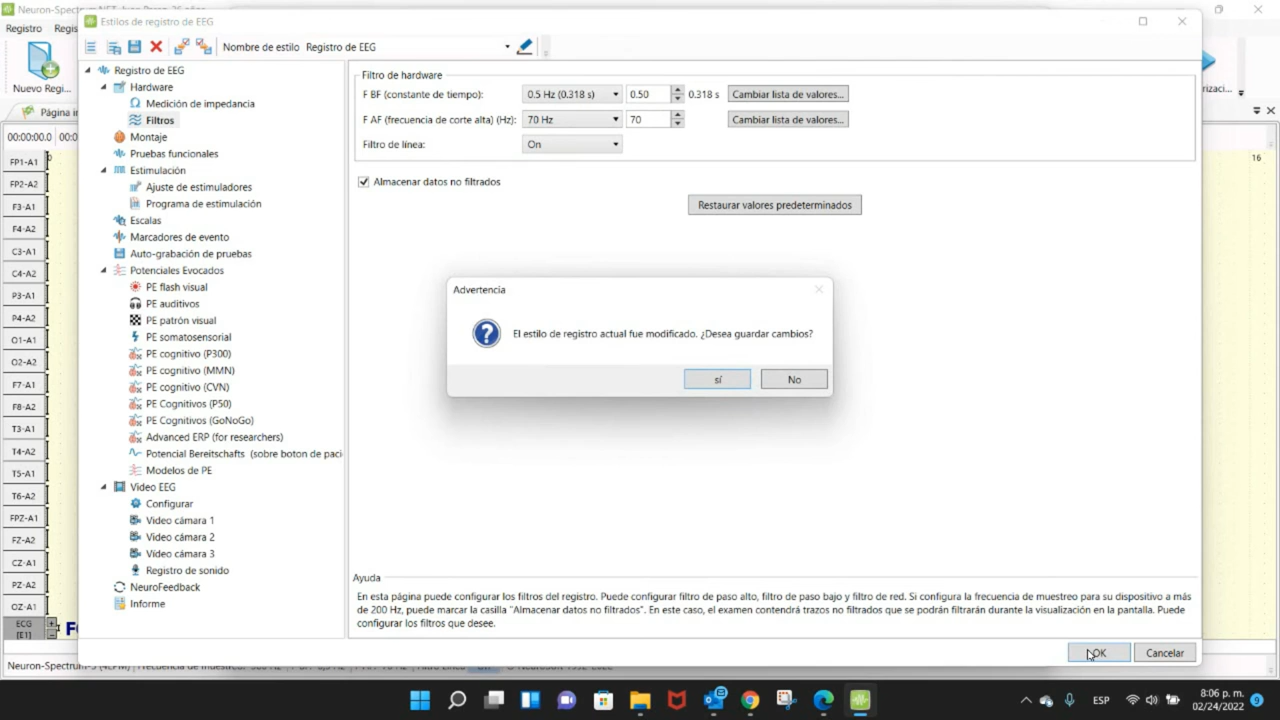 Neuron-Spectrum.NET
Registro
Nuevo Regi...
Página in
00:00:00.0
FP1-A1
FP2-A2
F3-A1
F4-A2
C3-A1
C4-A2
P3-A1
P4-A2
O1-A1
O2-A2
F7-A1
F8-A2
T3-A1
T4-A2
T5-A1
T6-A2
FPZ-A1
FZ-A2
CZ-A1
PZ-A2
OZ-A1
ECG
[E1]
16
Estilos de registro de EEG
Nombre de estilo Registro de EEG
Registro de EEG
Hardware
Medición de impedancia
Filtros
Montaje
Pruebas funcionales
Estimulación
Ajuste de estimuladores
Programa de estimulación
Escalas
Marcadores de evento
Auto-grabación de pruebas
Potenciales Evocados
PE flash visual
PE auditivos
PE patrón visual
PE somatosensorial
PE cognitivo (P300)
PE cognitivo (MMN)
PE cognitivo (CVN)
PE Cognitivos (P50)
PE Cognitivos (GoNoGo)
Advanced ERP (for researchers)
Potencial Bereitschafts (sobre boton de paci
Modelos de PE
Video EEG
Configurar
Video cámara 1
Video cámara 2
Vídeo cámara 3
Registro de sonido
NeuroFeedback
Informe
Filtro de hardware
F BF (constante de tiempo): 0.5 Hz (0.318 s) 0.50 0.318 s Cambiar lista de valores...
F AF (frecuencia de corte alta) (Hz): 70 Hz 70 Cambiar lista de valores...
Filtro de línea: On
Almacenar datos no filtrados
Restaurar valores predeterminados
Advertencia
El estilo de registro actual fue modificado. ¿Desea guardar cambios?
sí No
Ayuda
En esta página puede configurar los filtros del registro. Puede configurar filtro de paso alto, filtro de paso bajo y filtro de red. Si configura la frecuencia de muestreo para su dispositivo a más
de 200 Hz, puede marcar la casilla "Almacenar datos no filtrados". En este caso, el examen contendrá trazos no filtrados que se podrán filtrarán durante la visualización en la pantalla. Puede
configurar los filtros que desee.
OK Cancelar
ESP
8:06 p. m.
02/24/2022
9